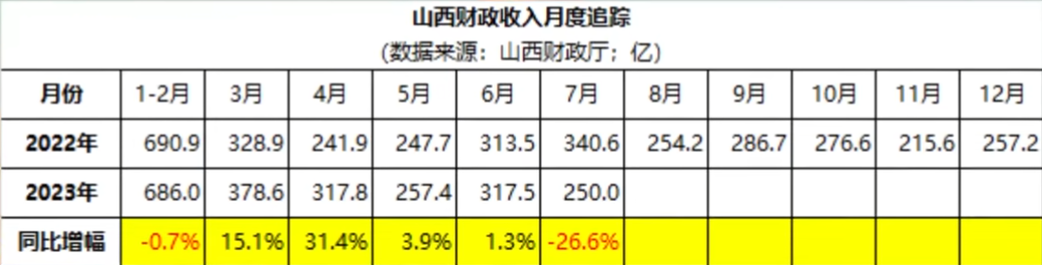 山西财政收入月度追踪
(数据来源：山西财政厅；亿)
月份 1-2月 3月 4月 5月 6月 7月 8月 9月 10月 11月 12月
2022年 690.9 328.9 241.9 247.7 313.5 340.6 254.2 286.7 276.6 215.6 257.2
2023年 686.0 378.6 317.8 257.4 317.5 250.0
同比增幅 -0.7% 15.1% 31.4% 3.9% 1.3% -26.6%